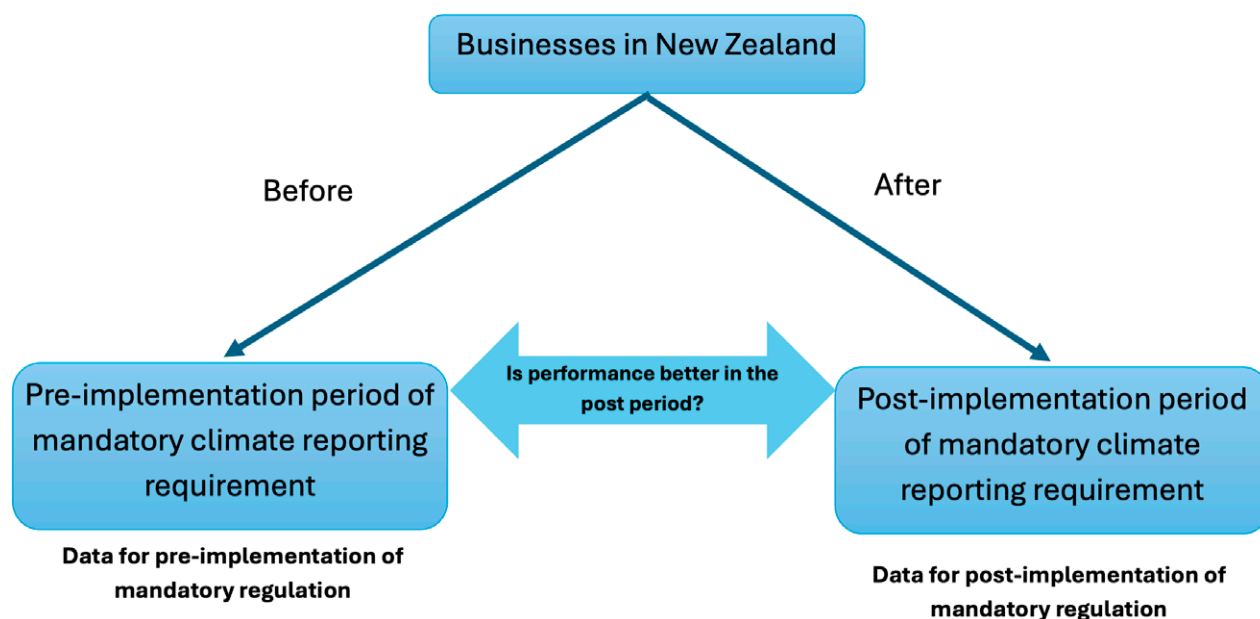 Businesses in New Zealand
Before
After
Is performance better in the
post period?
Pre-implementation period of
mandatory climate reporting
requirement
Post-implementation period
of mandatory climate
reporting requirement
Data for pre-implementation of
mandatory regulation
Data for post-implementation of
mandatory regulation